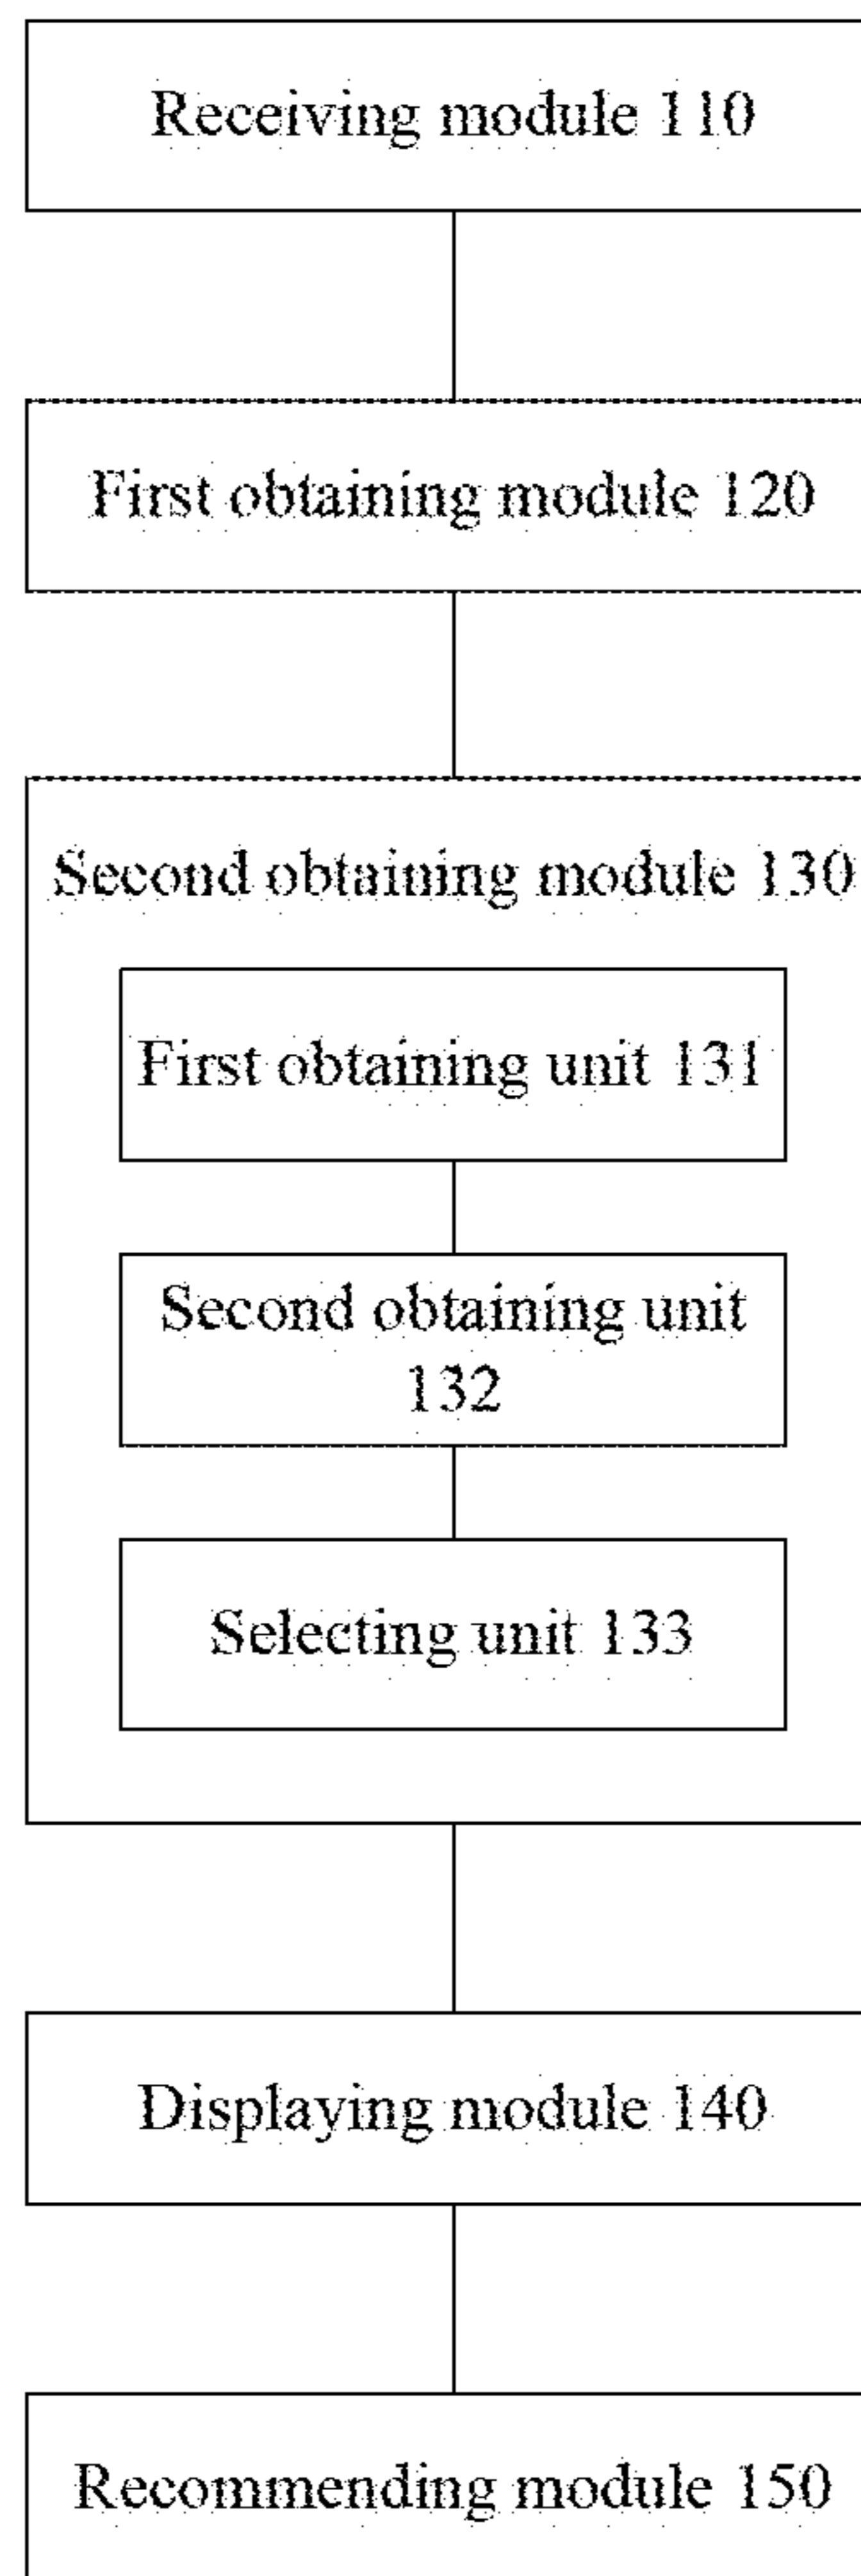 Receiving module 110
First obtaining module 120
Second obtaining module 130
First obtaining unit 131
Second obtaining unit
132
Selecting unit 133
Displaying module 140
Recommending module 150